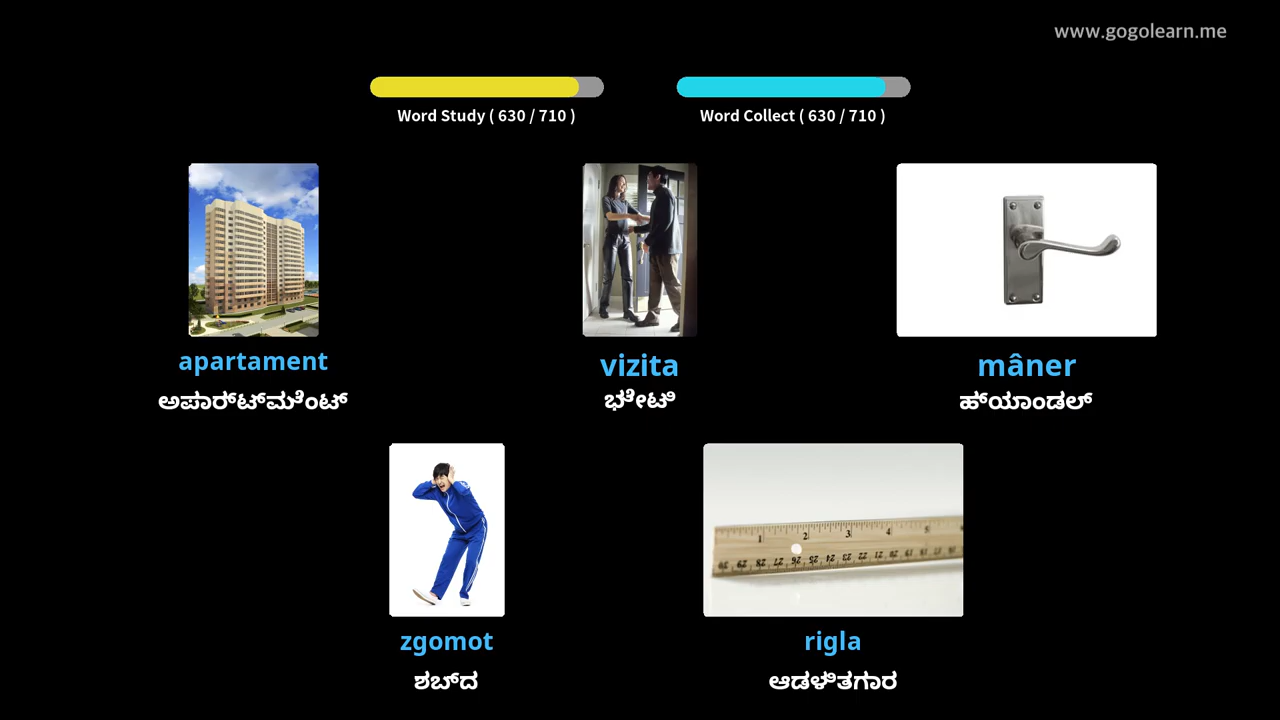 www.gogolearn.me
Word Study ( 630 / 710 )
Word Collect ( 630 / 710 )
apartament
ಅಪಾರ್ಟ್ಮೆಂಟ್
vizita
ಭೇಟಿ
mâner
ಹ್ಯಾಂಡಲ್
zgomot
ಶಬ್ದ
rigla
ಆಡಳಿತಗಾರ